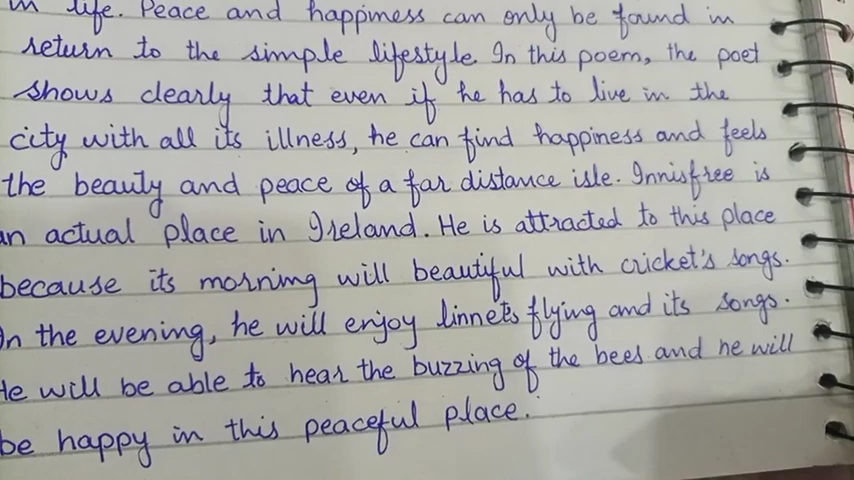 in life. Peace and happiness can only be found in
return to the simple lifestyle. In this poem, the poet
shows clearly that even if he has to live in the
city with all its illness, he can find happiness and feels
the beauty and peace of a far distance isle. Innisfree is
an actual place in Ireland. He is attracted to this place
because its morning will beautiful with cricket's songs.
In the evening, he will enjoy linnets flying and its songs.
He will be able to hear the buzzing of the bees and he will
be happy in this peaceful place.